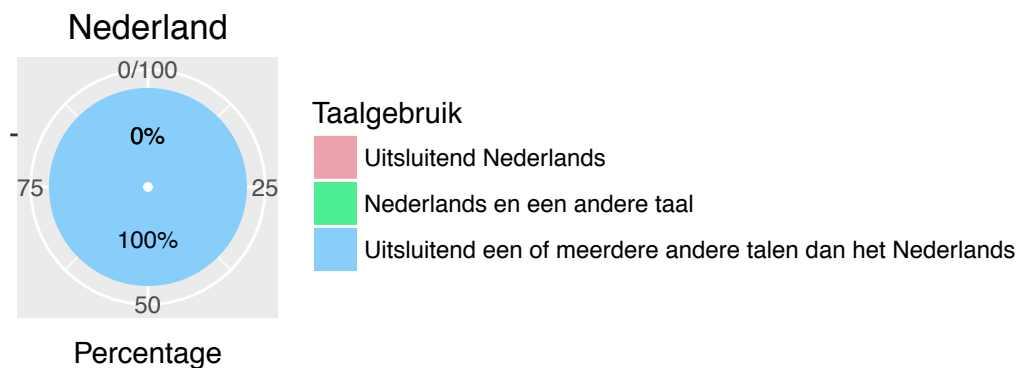 Nederland
0/100
0%
75
25
100%
50
Percentage
Taalgebruik
Uitsluitend Nederlands
Nederlands en een andere taal
Uitsluitend een of meerdere andere talen dan het Nederlands